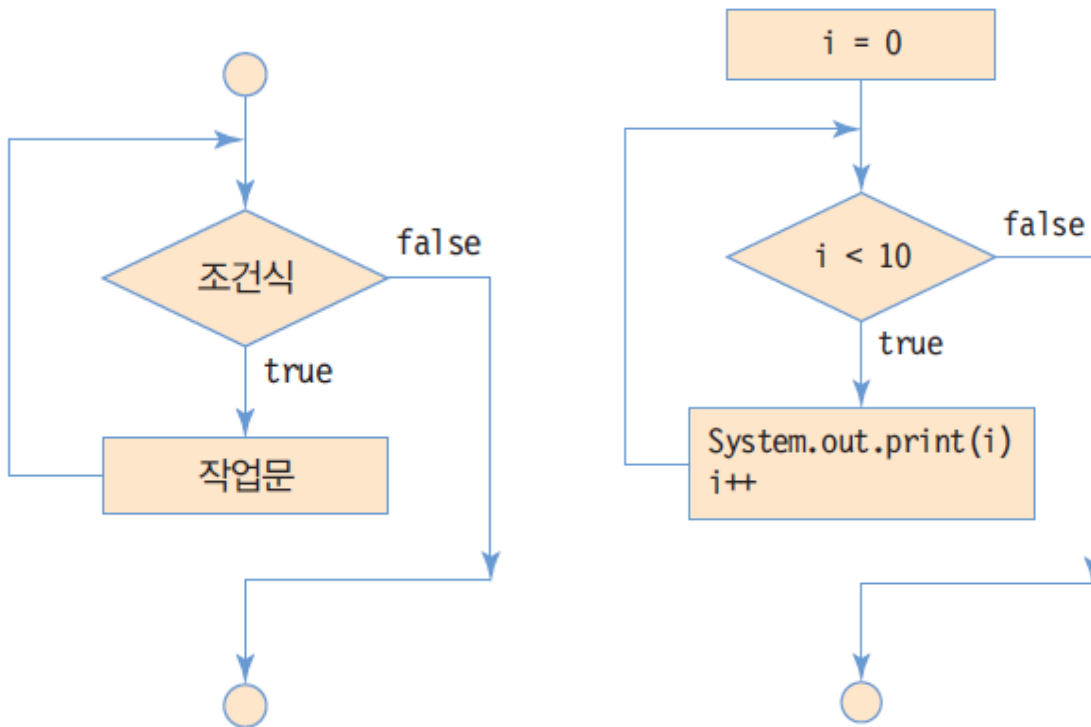 조건식
false
true
작업문
i = 0
i < 10
false
true
System.out.print(i)
i++